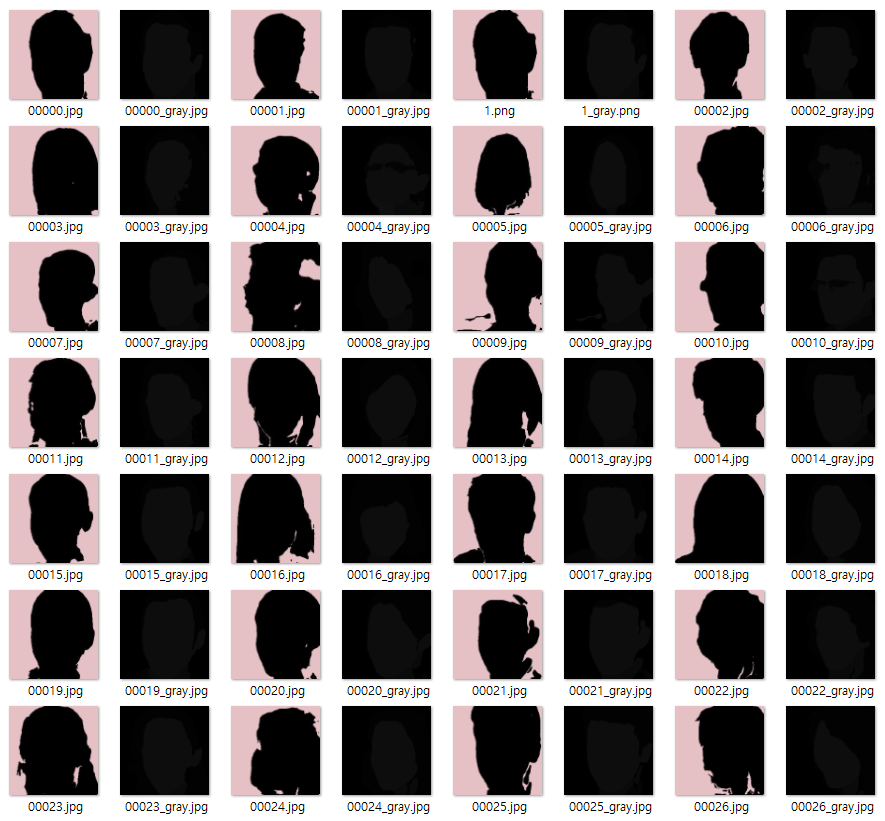 00000.jpg 00000_gray.jpg 00001.jpg 00001_gray.jpg 1.png 1_gray.png 00002.jpg 00002_gray.jpg
00003.jpg 00003_gray.jpg 00004.jpg 00004_gray.jpg 00005.jpg 00005_gray.jpg 00006.jpg 00006_gray.jpg
00007.jpg 00007_gray.jpg 00008.jpg 00008_gray.jpg 00009.jpg 00009_gray.jpg 00010.jpg 00010_gray.jpg
00011.jpg 00011_gray.jpg 00012.jpg 00012_gray.jpg 00013.jpg 00013_gray.jpg 00014.jpg 00014_gray.jpg
00015.jpg 00015_gray.jpg 00016.jpg 00016_gray.jpg 00017.jpg 00017_gray.jpg 00018.jpg 00018_gray.jpg
00019.jpg 00019_gray.jpg 00020.jpg 00020_gray.jpg 00021.jpg 00021_gray.jpg 00022.jpg 00022_gray.jpg
00023.jpg 00023_gray.jpg 00024.jpg 00024_gray.jpg 00025.jpg 00025_gray.jpg 00026.jpg 00026_gray.jpg